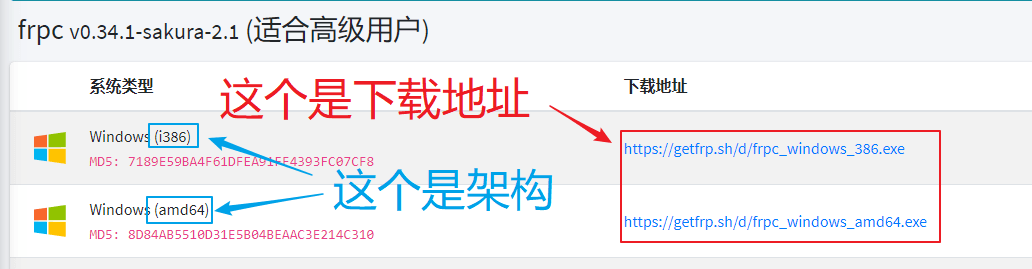 frpc v0.34.1-sakura-2.1 (适合高级用户)
系统类型
下载地址
这个是下载地址
Windows (i386)
MD5: 7189E59BA4F61DFEA91FE4393FC07CF8
https://getfrp.sh/d/frpc_windows_386.exe
这个是架构
Windows (amd64)
MD5: 8D84AB5510D31E5B04BEAAC3E214C310
https://getfrp.sh/d/frpc_windows_amd64.exe